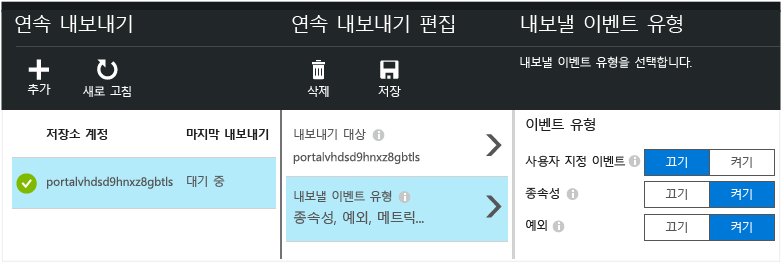 연속 내보내기
추가
새로 고침
저장소 계정 마지막 내보내기
portalvhdsd9hnxz8gbtls 대기 중
연속 내보내기 편집
삭제
저장
내보내기 대상
portalvhdsd9hnxz8gbtls
내보낼 이벤트 유형
종속성, 예외, 메트릭...
내보낼 이벤트 유형
내보낼 이벤트 유형을 선택합니다.
이벤트 유형
사용자 지정 이벤트 끄기 켜기
종속성 끄기 켜기
예외 끄기 켜기